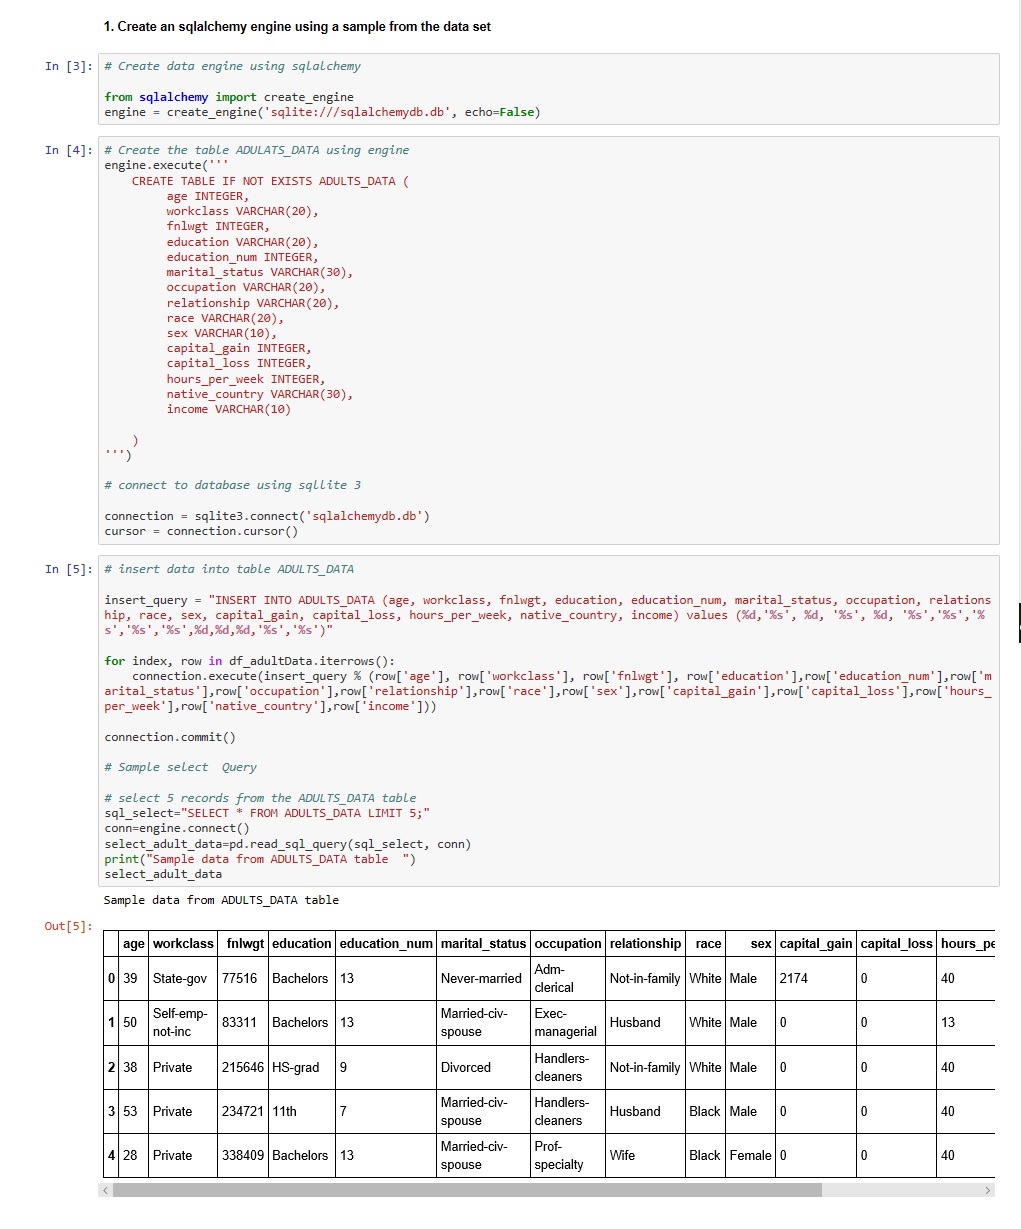 1. Create an sqlalchemy engine using a sample from the data set
In [3]: # Create data engine using sqlalchemy
from sqlalchemy import create_engine
engine = create_engine('sqlite:///sqlalchemydb.db', echo=False)
In [4]: # Create the table ADULATS_DATA using engine
engine.execute('''
CREATE TABLE IF NOT EXISTS ADULTS_DATA (
age INTEGER,
workclass VARCHAR(20),
fnlwgt INTEGER,
education VARCHAR(20),
education_num INTEGER,
marital_status VARCHAR(30),
occupation VARCHAR(20),
relationship VARCHAR(20),
race VARCHAR(20),
sex VARCHAR(10),
capital_gain INTEGER,
capital_loss INTEGER,
hours_per_week INTEGER,
native_country VARCHAR(30),
income VARCHAR(10)
)
''')
# connect to database using sqllite 3
connection = sqlite3.connect('sqlalchemydb.db')
cursor = connection.cursor()
In [5]: # insert data into table ADULTS_DATA
insert_query = "INSERT INTO ADULTS_DATA (age, workclass, fnlwgt, education, education_num, marital_status, occupation, relations
hip, race, sex, capital_gain, capital_loss, hours_per_week, native_country, income) values (%d,'%s', %d, '%s', %d, '%s','%s','%
s','%s','%s',%d,%d,%d,'%s','%s')"
for index, row in df_adultData.iterrows():
connection.execute(insert_query % (row['age'], row['workclass'], row['fnlwgt'], row['education'],row['education_num'],row['m
arital_status'],row['occupation'],row['relationship'],row['race'],row['sex'],row['capital_gain'],row['capital_loss'],row['hours_
per_week'],row['native_country'],row['income']))
connection.commit()
# Sample select  Query
# select 5 records from the ADULTS_DATA table
sql_select="SELECT * FROM ADULTS_DATA LIMIT 5;"
conn=engine.connect()
select_adult_data=pd.read_sql_query(sql_select, conn)
print("Sample data from ADULTS_DATA table  ")
select_adult_data
Sample data from ADULTS_DATA table
Out[5]:
age workclass fnlwgt education education_num marital_status occupation relationship race sex capital_gain capital_loss hours_pe
0 39 State-gov 77516 Bachelors 13 Never-married Adm-clerical Not-in-family White Male 2174 0 40
1 50 Self-emp-not-inc 83311 Bachelors 13 Married-civ-spouse Exec-managerial Husband White Male 0 0 13
2 38 Private 215646 HS-grad 9 Divorced Handlers-cleaners Not-in-family White Male 0 0 40
3 53 Private 234721 11th 7 Married-civ-spouse Handlers-cleaners Husband Black Male 0 0 40
4 28 Private 338409 Bachelors 13 Married-civ-spouse Prof-specialty Wife Black Female 0 0 40